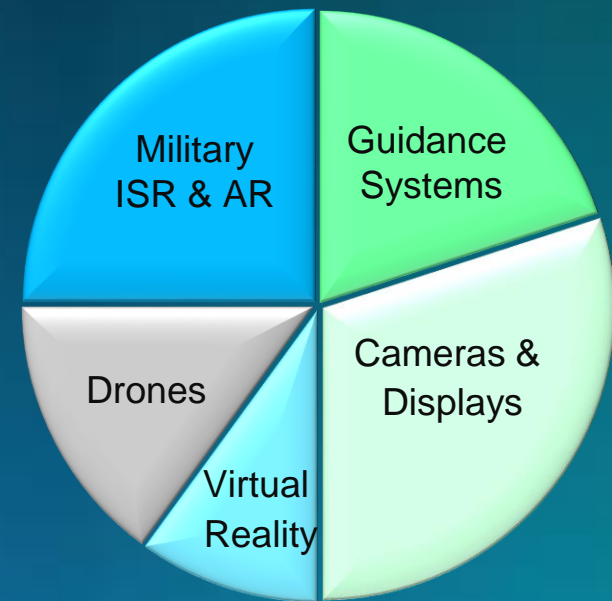 Military
ISR & AR
Guidance
Systems
Cameras &
Displays
Drones
Virtual
Reality